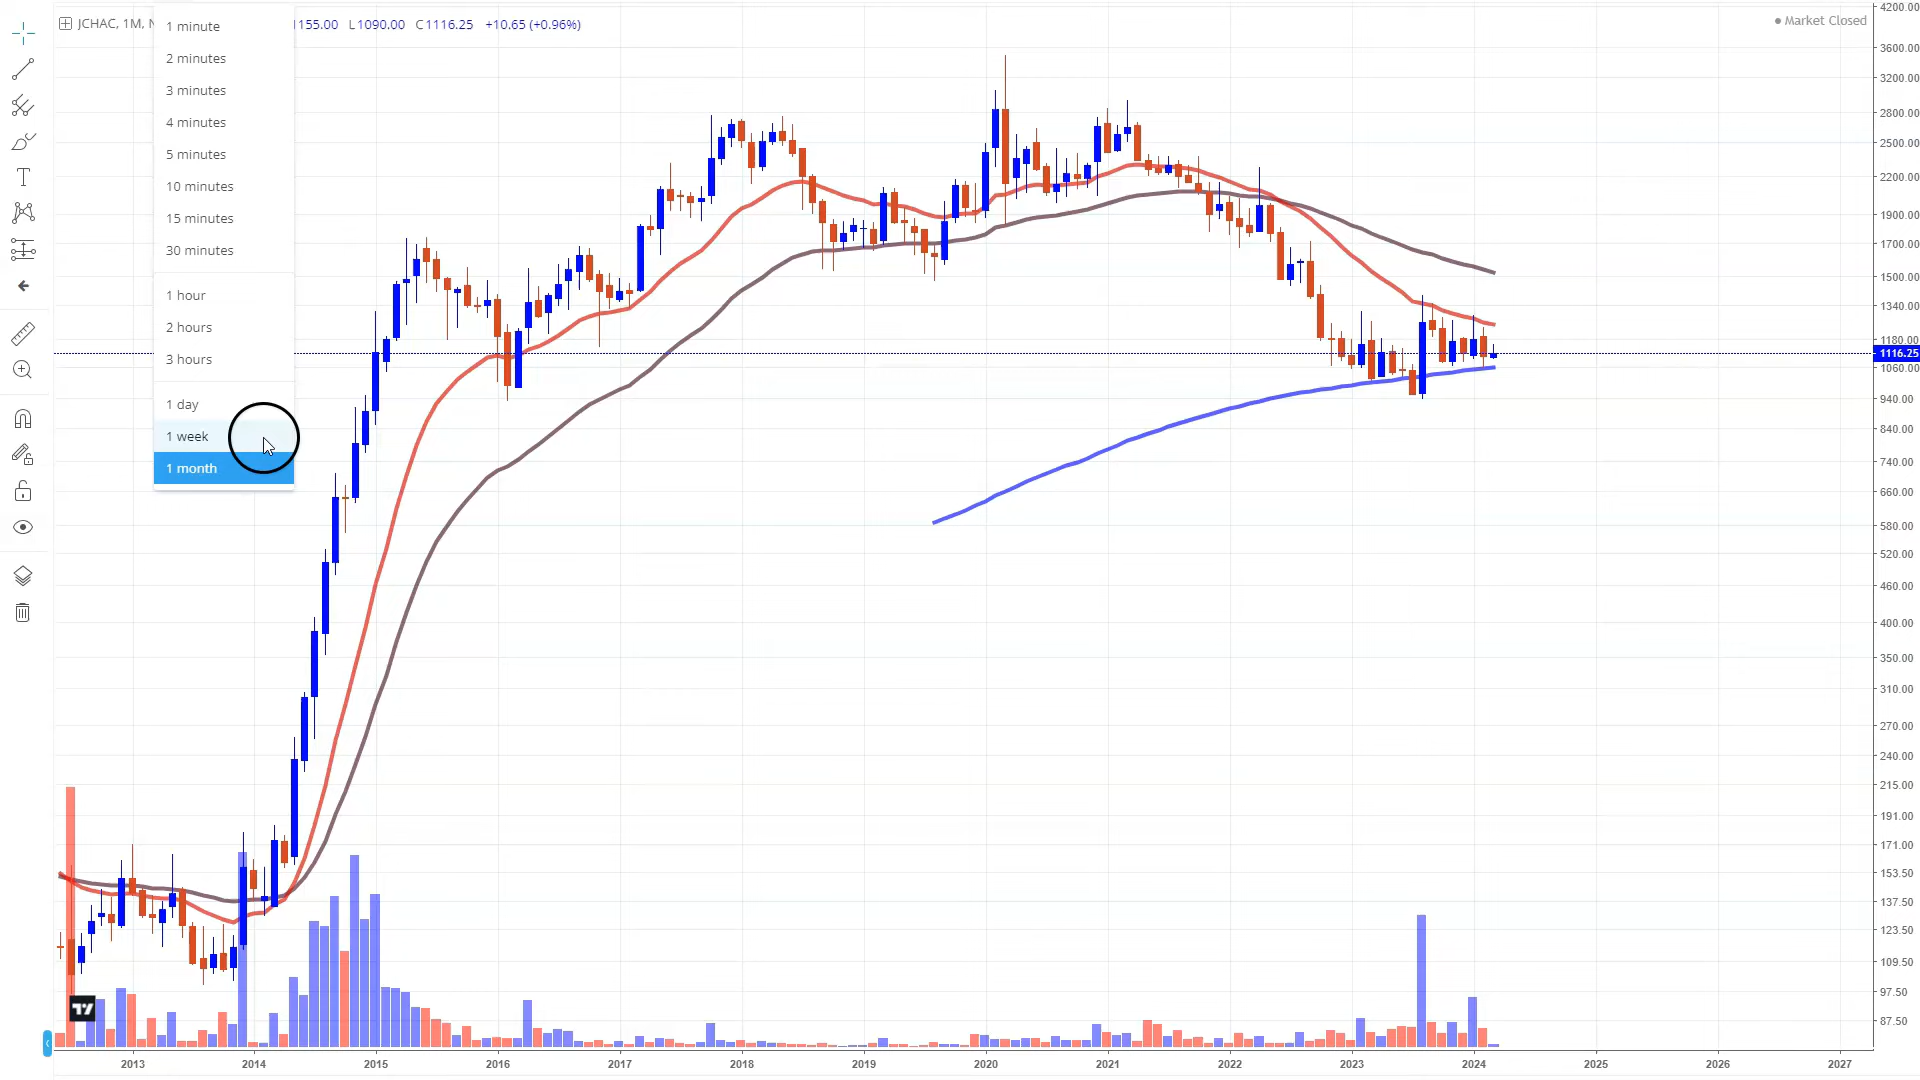 JCHAC, 1M, N
1155.00 L1090.00 C1116.25 +10.65 (+0.96%)
Market Closed
1 minute
2 minutes
3 minutes
4 minutes
5 minutes
10 minutes
15 minutes
30 minutes
1 hour
2 hours
3 hours
1 day
1 week
1 month
4200.00
3600.00
3200.00
2800.00
2500.00
2200.00
1900.00
1700.00
1500.00
1340.00
1180.00
1116.25
1060.00
940.00
840.00
740.00
660.00
580.00
520.00
460.00
400.00
350.00
310.00
270.00
240.00
215.00
191.00
171.00
153.50
137.50
123.50
109.50
97.50
87.50
2013 2014 2015 2016 2017 2018 2019 2020 2021 2022 2023 2024 2025 2026 2027